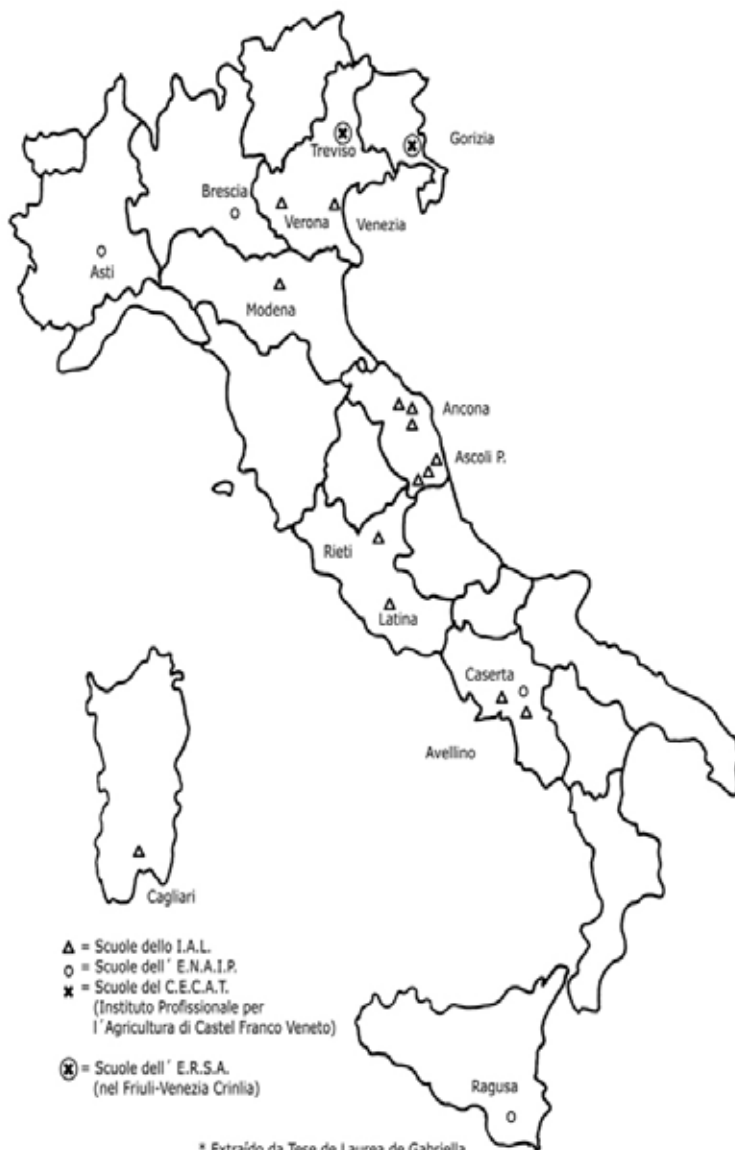 Treviso
Gorizia
Brescia
Verona
Venezia
Asti
Modena
Ancona
Ascoli P.
Rieti
Latina
Caserta
Avellino
Cagliari
= Scuole dello I.A.L.
= Scuole dell´ E.N.A.I.P.
= Scuole del C.E.C.A.T.
(Instituto Profissionale per
l´Agricultura di Castel Franco Veneto)
= Scuole dell´ E.R.S.A.
(nel Friuli-Venezia Crinlia)
Ragusa
* Extraído da Tese de Laurea de Gabriella